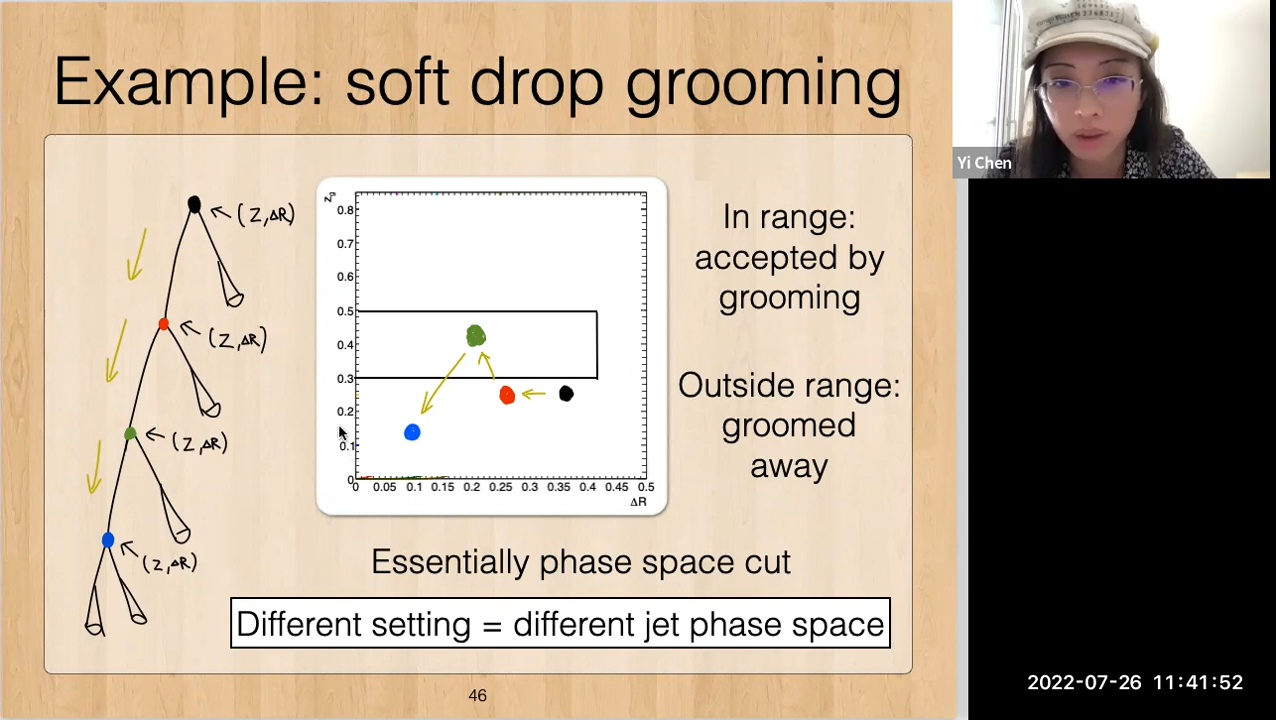 Example: soft drop grooming
Yi Chen
(Z,ΔR)
(Z,ΔR)
(Z,ΔR)
(Z,ΔR)
0.8
0.7
0.6
0.5
0.4
0.3
0.2
0.1
0
0 0.05 0.1 0.15 0.2 0.25 0.3 0.35 0.4 0.45 0.5
ΔR
In range:
accepted by
grooming
Outside range:
groomed
away
Essentially phase space cut
Different setting = different jet phase space
46
2022-07-26 11:41:52